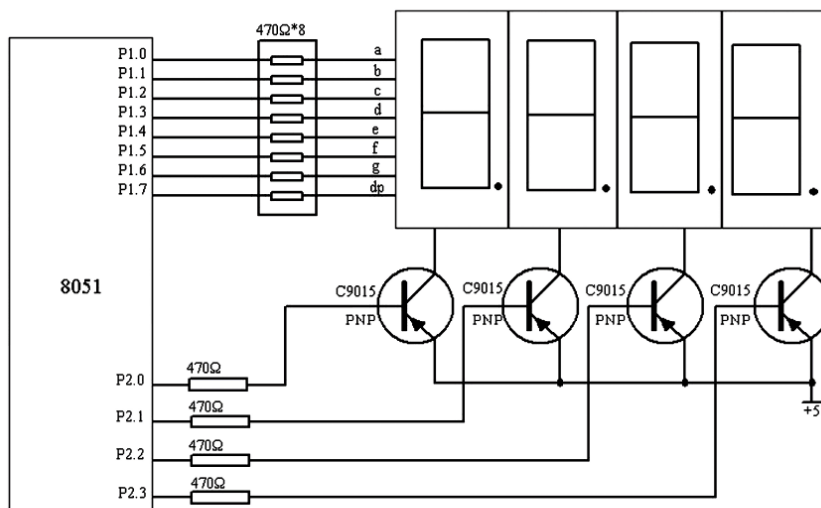 470Ω*8
P1.0
a
P1.1
b
P1.2
c
P1.3
d
P1.4
e
P1.5
f
P1.6
g
P1.7
dp
8051
C9015
PNP
C9015
PNP
C9015
PNP
C9015
PNP
P2.0
470Ω
P2.1
470Ω
P2.2
470Ω
P2.3
470Ω
+5